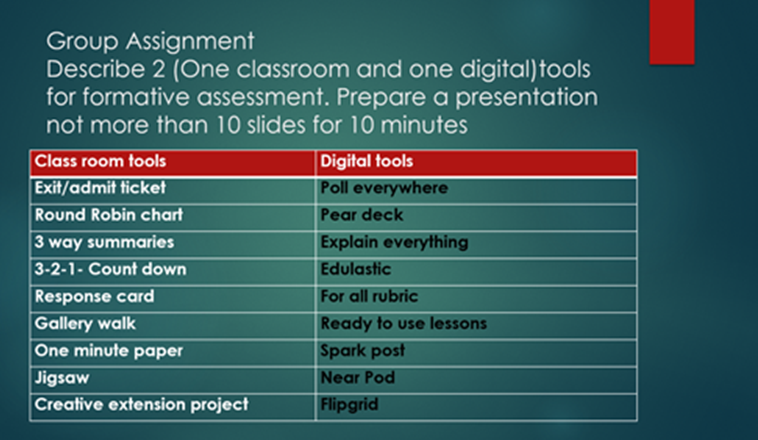 Group Assignment
Describe 2 (One classroom and one digital)tools
for formative assessment. Prepare a presentation
not more than 10 slides for 10 minutes
Class room tools Digital tools
Exit/admit ticket Poll everywhere
Round Robin chart Pear deck
3 way summaries Explain everything
3-2-1- Count down Edulastic
Response card For all rubric
Gallery walk Ready to use lessons
One minute paper Spark post
Jigsaw Near Pod
Creative extension project Flipgrid